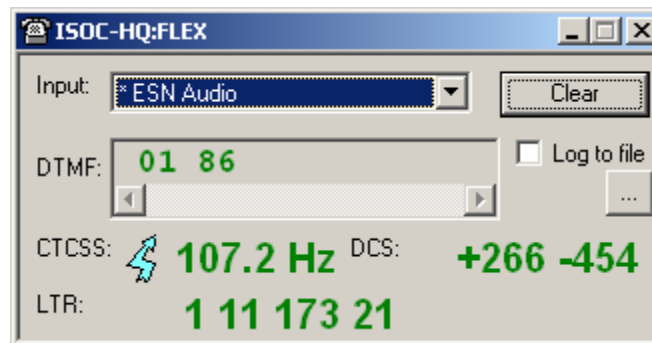 ISOC-HQ:FLEX
Input: * ESN Audio Clear
DTMF: 01 86 Log to file
...
CTCSS: 107.2 Hz DCS: +266 -454
LTR: 1 11 173 21